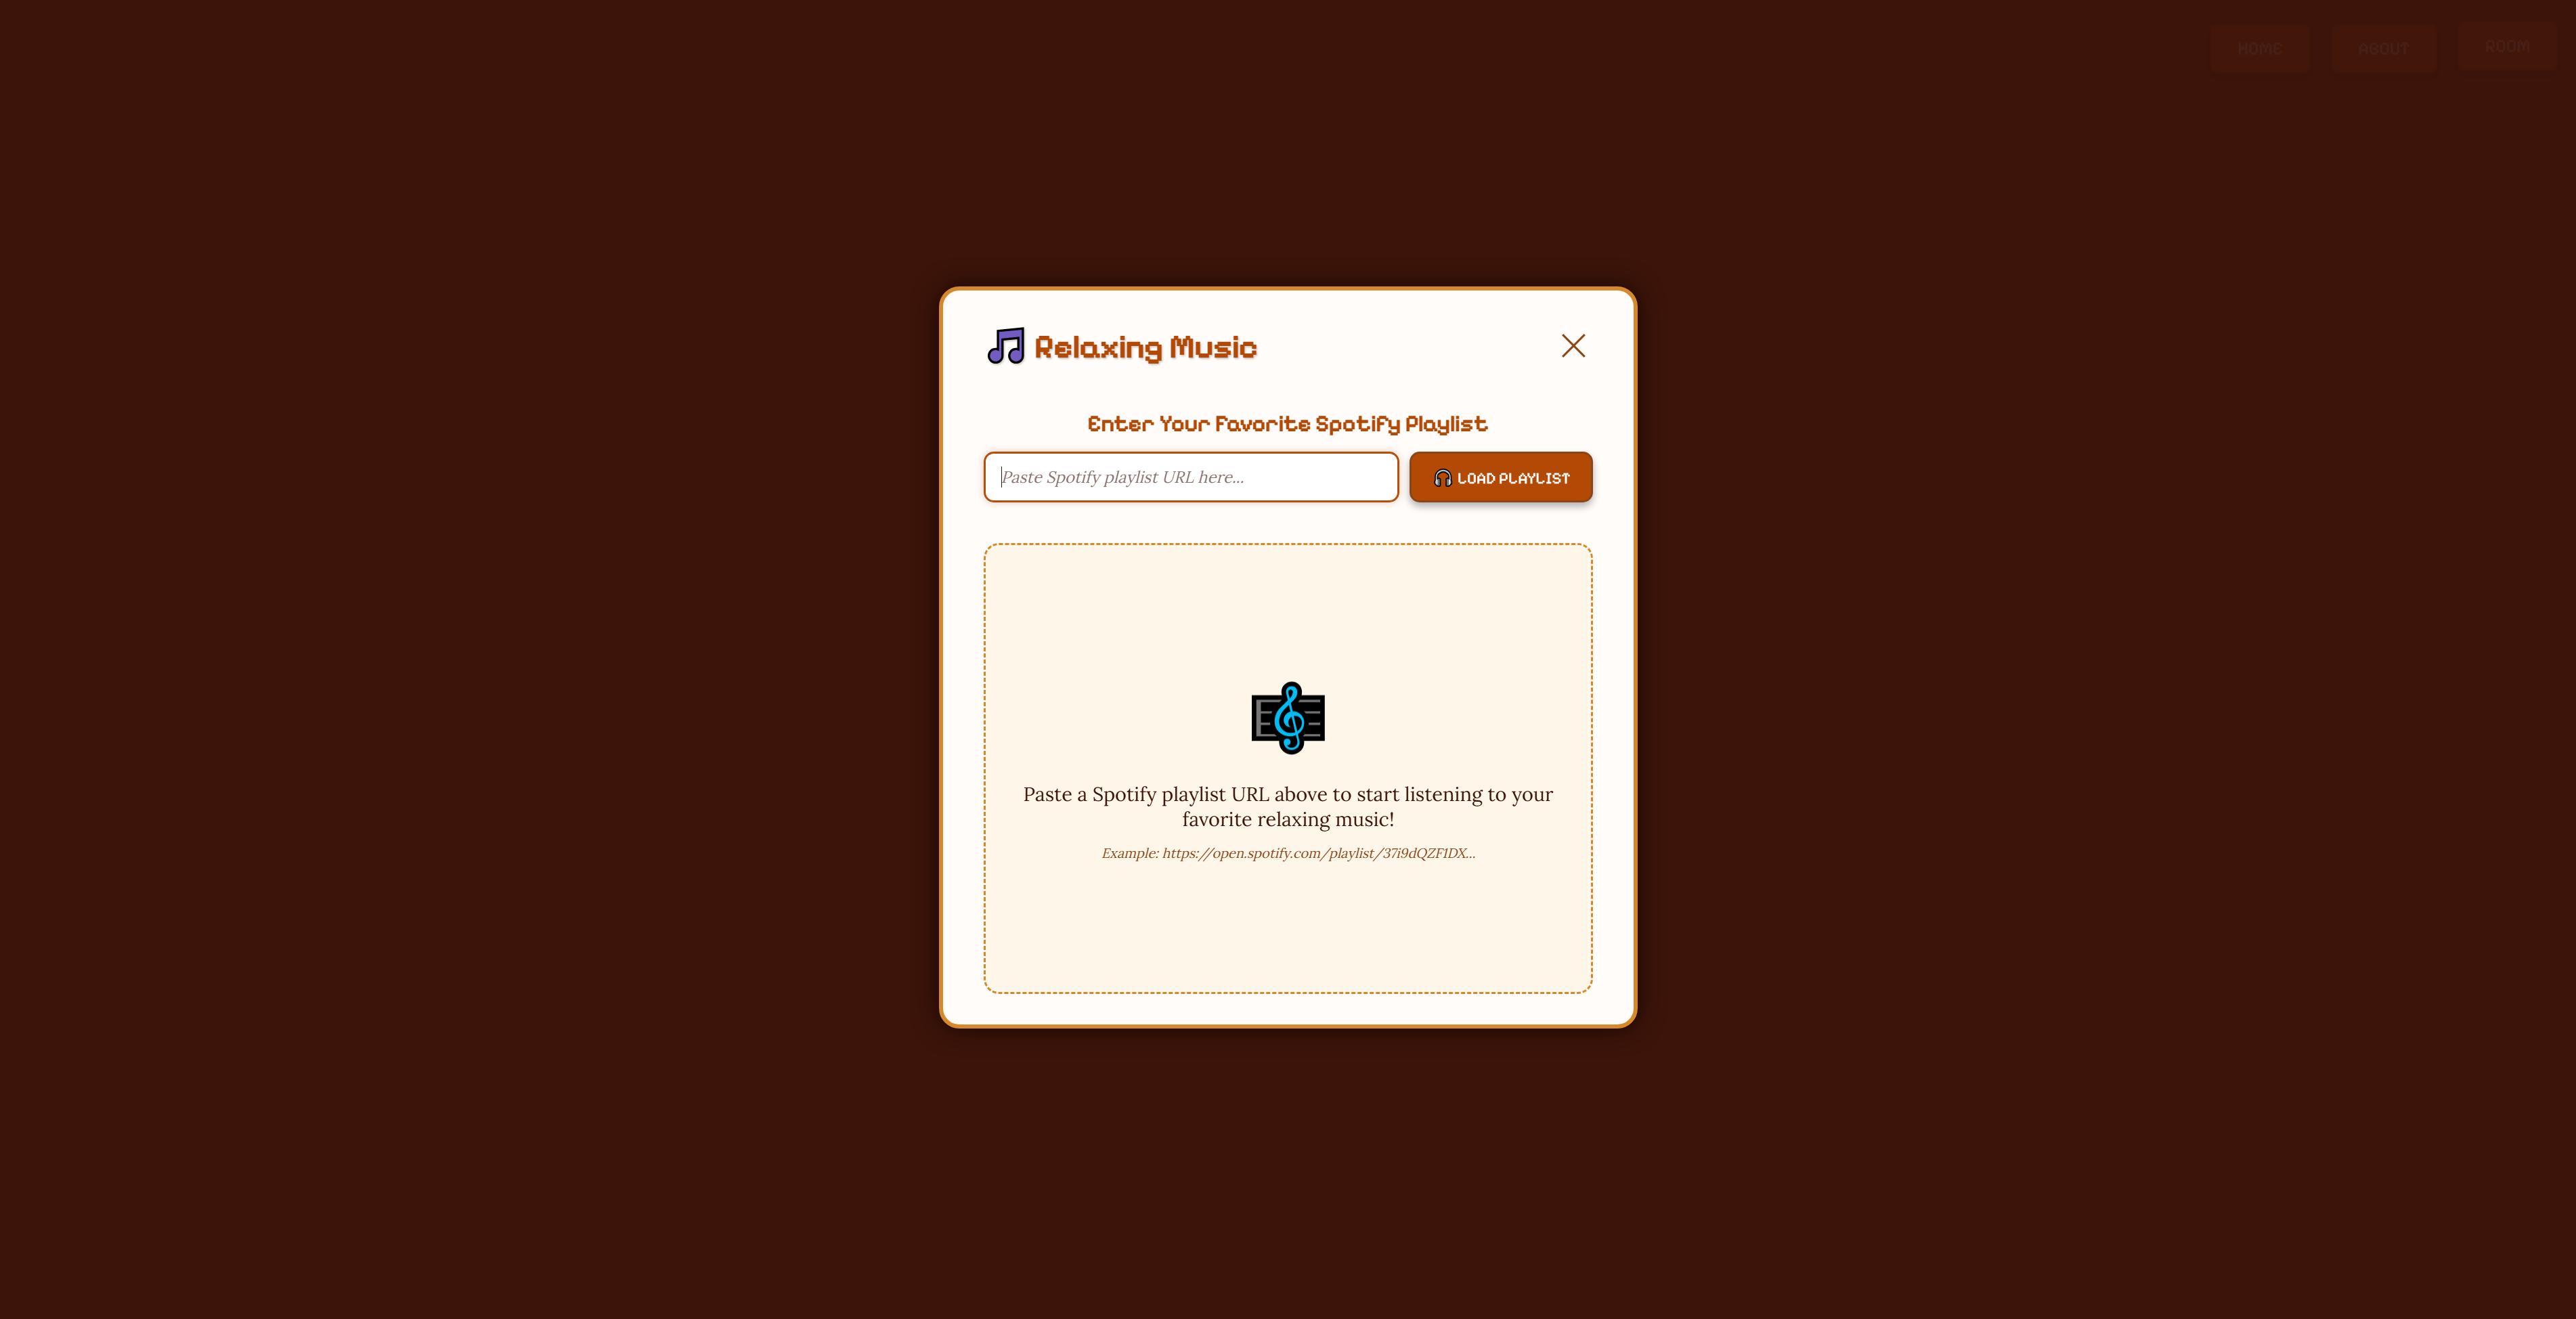 HOME ABOUT ROOM
Relaxing Music
Enter Your Favorite Spotify Playlist
Paste Spotify playlist URL here...
LOAD PLAYLIST
Paste a Spotify playlist URL above to start listening to your
favorite relaxing music!
Example: https://open.spotify.com/playlist/37i9dQZF1DX...